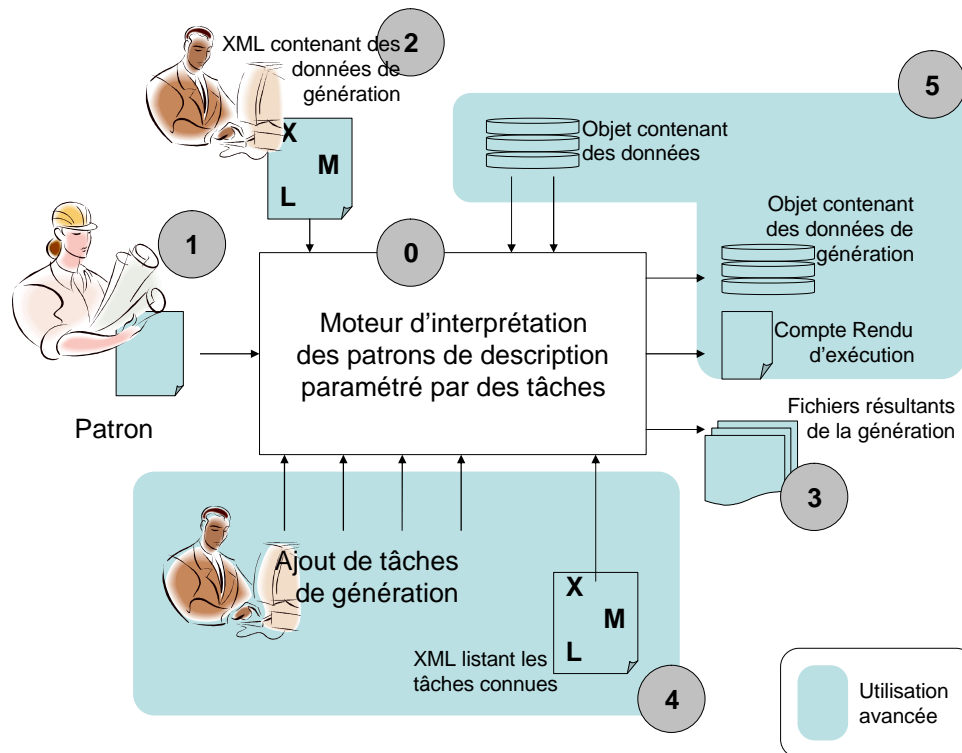 2
XML contenant des
données de
génération
X
M
L
5
Objet contenant
des données
1
0
Objet contenant
des données de
génération
Moteur d'interprétation
des patrons de description
paramétré par des tâches
Compte Rendu
d'exécution
Patron
Fichiers résultants
de la génération
3
Ajout de tâches
de génération
X
M
L
XML listant les
tâches connues
4
Utilisation
avancée